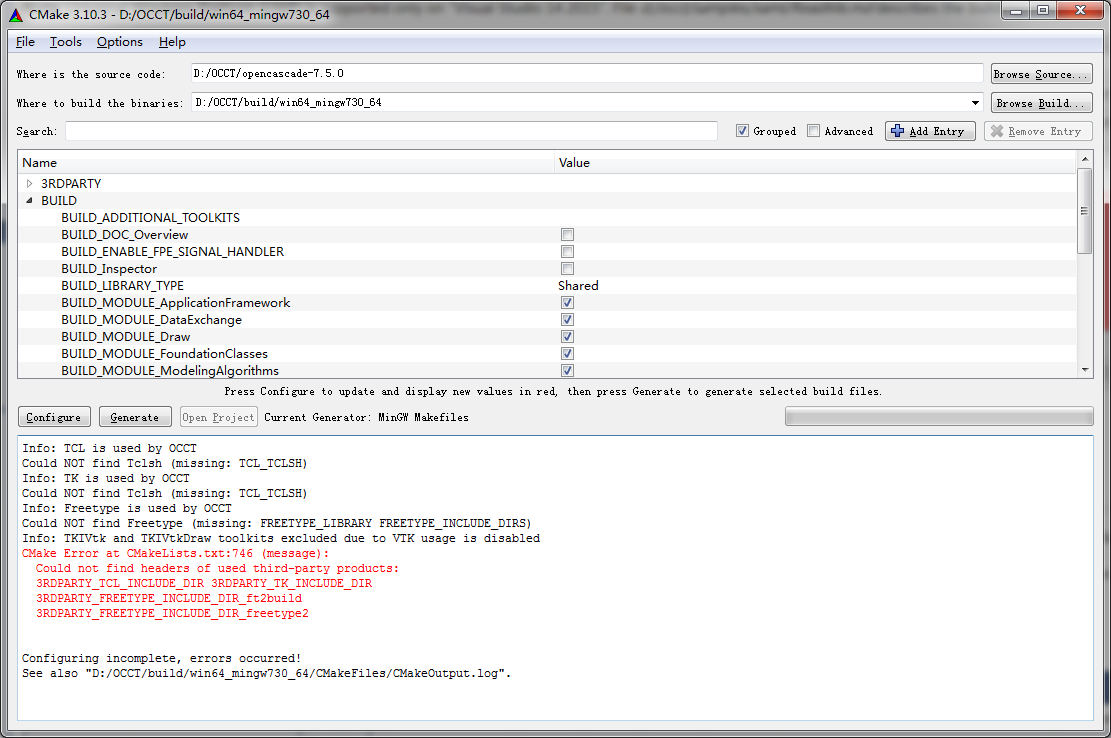 CMake 3.10.3 - D:/OCCT/build/win64_mingw730_64
File Tools Options Help
Where is the source code: D:/OCCT/opencascade-7.5.0 Browse Source...
Where to build the binaries: D:/OCCT/build/win64_mingw730_64 Browse Build...
Search: Grouped Advanced Add Entry Remove Entry
Name Value
3RDPARTY
BUILD
BUILD_ADDITIONAL_TOOLKITS
BUILD_DOC_Overview
BUILD_ENABLE_FPE_SIGNAL_HANDLER
BUILD_Inspector
BUILD_LIBRARY_TYPE Shared
BUILD_MODULE_ApplicationFramework
BUILD_MODULE_DataExchange
BUILD_MODULE_Draw
BUILD_MODULE_FoundationClasses
BUILD_MODULE_ModelingAlgorithms
Press Configure to update and display new values in red, then press Generate to generate selected build files.
Configure Generate Open Project Current Generator: MinGW Makefiles
Info: TCL is used by OCCT
Could NOT find Tclsh (missing: TCL_TCLSH)
Info: TK is used by OCCT
Could NOT find Tclsh (missing: TCL_TCLSH)
Info: Freetype is used by OCCT
Could NOT find Freetype (missing: FREETYPE_LIBRARY FREETYPE_INCLUDE_DIRS)
Info: TKIVtk and TKIVtkDraw toolkits excluded due to VTK usage is disabled
CMake Error at CMakeLists.txt:746 (message):
Could not find headers of used third-party products:
3RDPARTY_TCL_INCLUDE_DIR 3RDPARTY_TK_INCLUDE_DIR
3RDPARTY_FREETYPE_INCLUDE_DIR_ft2build
3RDPARTY_FREETYPE_INCLUDE_DIR_freetype2
Configuring incomplete, errors occurred!
See also "D:/OCCT/build/win64_mingw730_64/CMakeFiles/CMakeOutput.log".